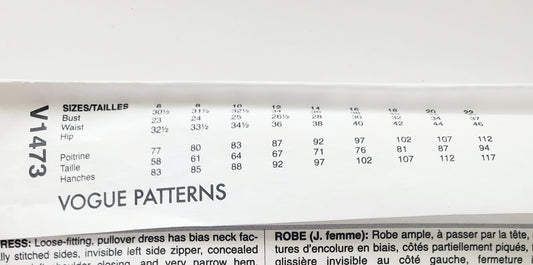 V1473
SIZES/TAILLES 6 8 10 12 14 16 18 20 22
Bust 30½ 31½ 32½ 34 36
Waist 23 24 25 26½ 28 30 32 34 37
Hip 32½ 33½ 34½ 36 38 40 42 44 46
Poitrine 77 80 83 87 92 97 102 107 112
Taille 58 61 64 67 71 76 81 87 94
Hanches 83 85 88 92 97 102 107 112 117
VOGUE PATTERNS
RESS: Loose-fitting, pullover dress has bias neck fac-
lly stitched sides, invisible left side zipper, concealed
shoulder closing, and very narrow hem.
ROBE (J. femme): Robe ample, à passer par la tête,
tures d'encolure en biais, côtés partiellement piqués,
glissière invisible au côté gauche, fermeture